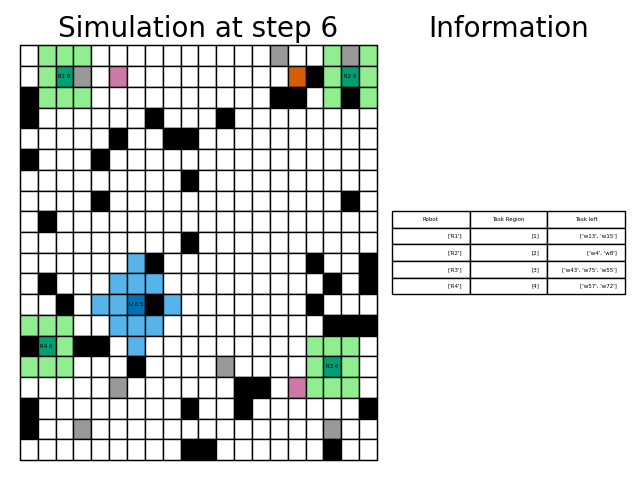 Simulation at step 6
Information
R1 6
R2 6
Robot
Task Region
Task left
['R1']
[1]
['w13', 'w15']
['R2']
[2]
['w4', 'w8']
['R3']
[3]
['w43', 'w75', 'w55']
['R4']
[4]
['w57', 'w72']
U 6.5
R4 6
R3 6